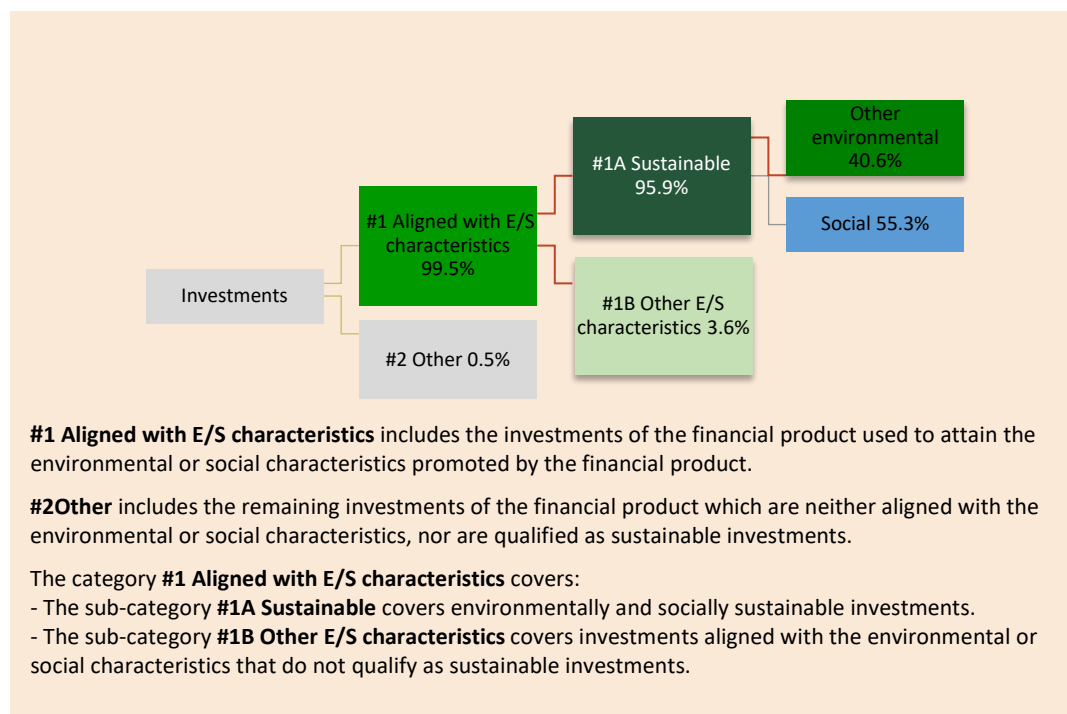 Investments
#1 Aligned with E/S
characteristics
99.5%
#2 Other 0.5%
#1A Sustainable
95.9%
#1B Other E/S
characteristics 3.6%
Other
environmental
40.6%
Social 55.3%
#1 Aligned with E/S characteristics includes the investments of the financial product used to attain the
environmental or social characteristics promoted by the financial product.
#2Other includes the remaining investments of the financial product which are neither aligned with the
environmental or social characteristics, nor are qualified as sustainable investments.
The category #1 Aligned with E/S characteristics covers:
- The sub-category #1A Sustainable covers environmentally and socially sustainable investments.
- The sub-category #1B Other E/S characteristics covers investments aligned with the environmental or
social characteristics that do not qualify as sustainable investments.